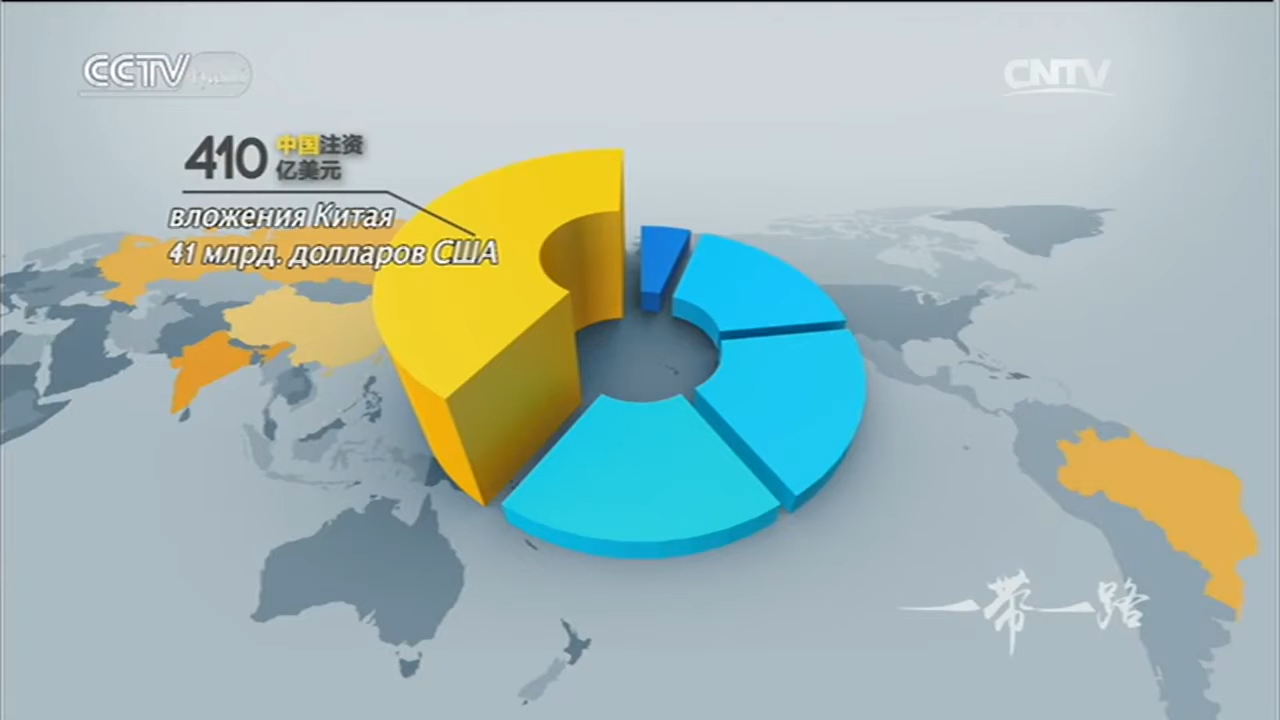 CCTV Русский
CNTV
410 中国注资
亿美元
вложения Китая
41 млрд. долларов США
一带一路